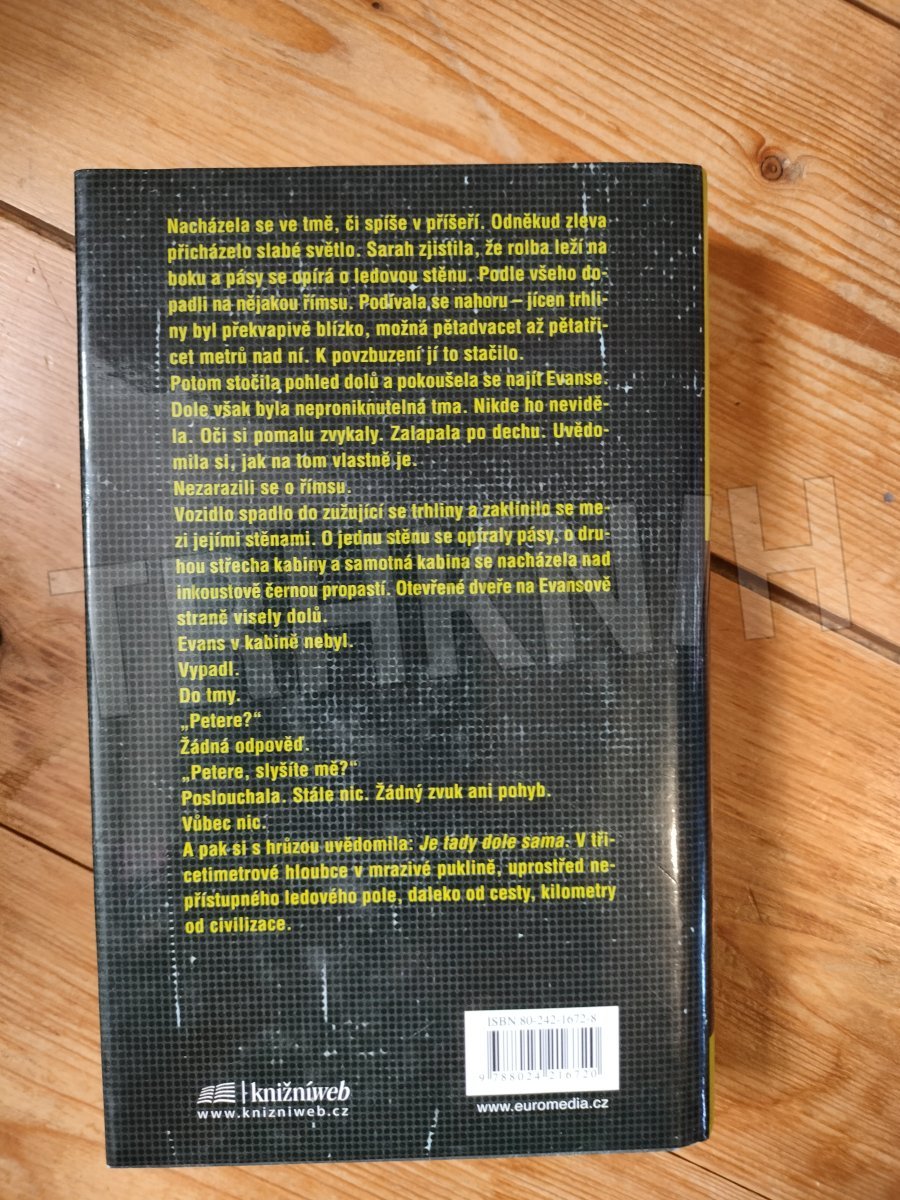 Nacházela se ve tmě, či spíše v příšeří. Odněkud zleva
přicházelo slabé světlo. Sarah zjistila, že rolba leží na
boku a pásy se opírá o ledovou stěnu. Podle všeho do-
padli na nějakou římsu. Podívala se nahoru – jícen trhli-
ny byl překvapivě blízko, možná pětadvacet až pětatři-
cet metrů nad ní. K povzbuzení jí to stačilo.
Potom stočila pohled dolů a pokoušela se najít Evanse.
Dole však byla neproniknutelná tma. Nikde ho nevidě-
la. Oči si pomalu zvykaly. Zalapala po dechu. Uvědo-
mila si, jak na tom vlastně je.
Nezarazili se o římsu.
Vozidlo spadlo do zužující se trhliny a zaklínilo se me-
zi jejími stěnami. O jednu stěnu se opíraly pásy, o dru-
hou střecha kabiny a samotná kabina se nacházela nad
inkoustově černou propastí. Otevřené dveře na Evansově
straně visely dolů.
Evans v kabině nebyl.
Vypadl.
Do tmy.
„Petere?“
Žádná odpověď.
„Petere, slyšíte mě?“
Poslouchala. Stále nic. Žádný zvuk ani pohyb.
Vůbec nic.
A pak si s hrůzou uvědomila: Je tady dole sama. V tři-
cetimetrové hloubce v mrazivé puklině, uprostřed ne-
přístupného ledového pole, daleko od cesty, kilometry
od civilizace.
ISBN 80-242-1672-8
9 788024 216720
knižníweb
www.knizniweb.cz
www.euromedia.cz